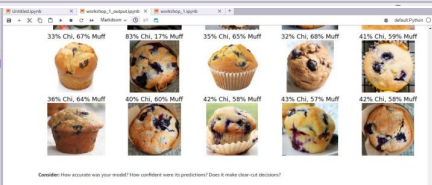 Untitled.ipynb workshop_1_output.ipynb workshop_1.ipynb
Markdown git default:Python
33% Chi, 67% Muff 83% Chi, 17% Muff 35% Chi, 65% Muff 32% Chi, 68% Muff 41% Chi, 59% Muff
36% Chi, 64% Muff 40% Chi, 60% Muff 42% Chi, 58% Muff 43% Chi, 57% Muff 42% Chi, 58% Muff
Consider: How accurate was your model? How confident were its predictions? Does it make clear-cut decisions?